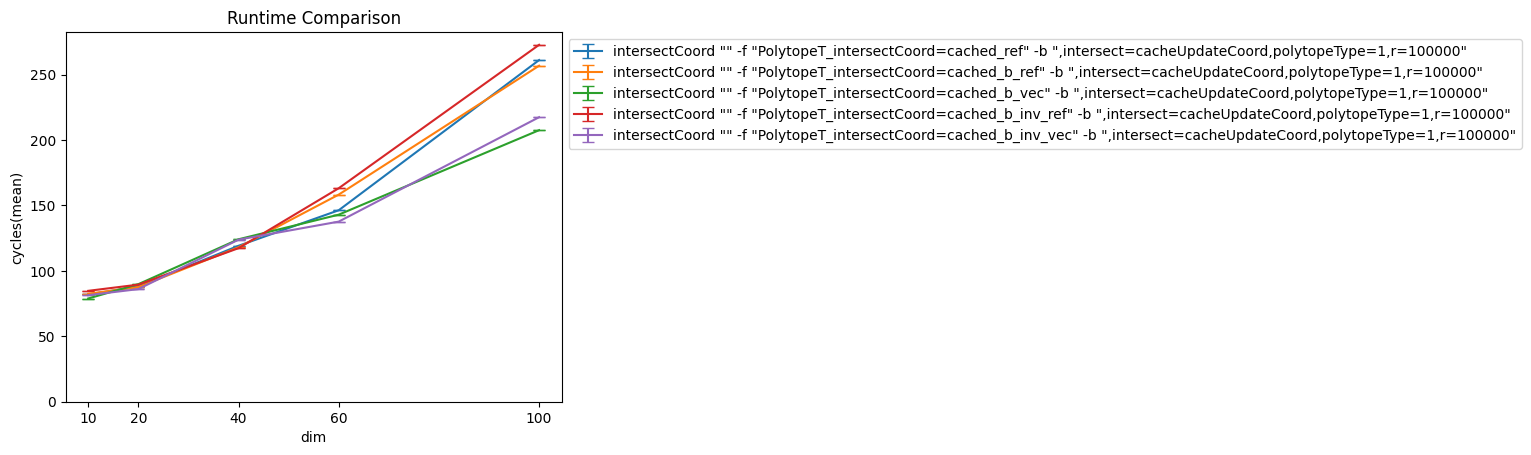 Runtime Comparison
cycles(mean)
250
200
150
100
50
0
10 20 40 60 100
dim
intersectCoord "" -f "PolytopeT_intersectCoord=cached_ref" -b ",intersect=cacheUpdateCoord,polytopeType=1,r=100000"
intersectCoord "" -f "PolytopeT_intersectCoord=cached_b_ref" -b ",intersect=cacheUpdateCoord,polytopeType=1,r=100000"
intersectCoord "" -f "PolytopeT_intersectCoord=cached_b_vec" -b ",intersect=cacheUpdateCoord,polytopeType=1,r=100000"
intersectCoord "" -f "PolytopeT_intersectCoord=cached_b_inv_ref" -b ",intersect=cacheUpdateCoord,polytopeType=1,r=100000"
intersectCoord "" -f "PolytopeT_intersectCoord=cached_b_inv_vec" -b ",intersect=cacheUpdateCoord,polytopeType=1,r=100000"